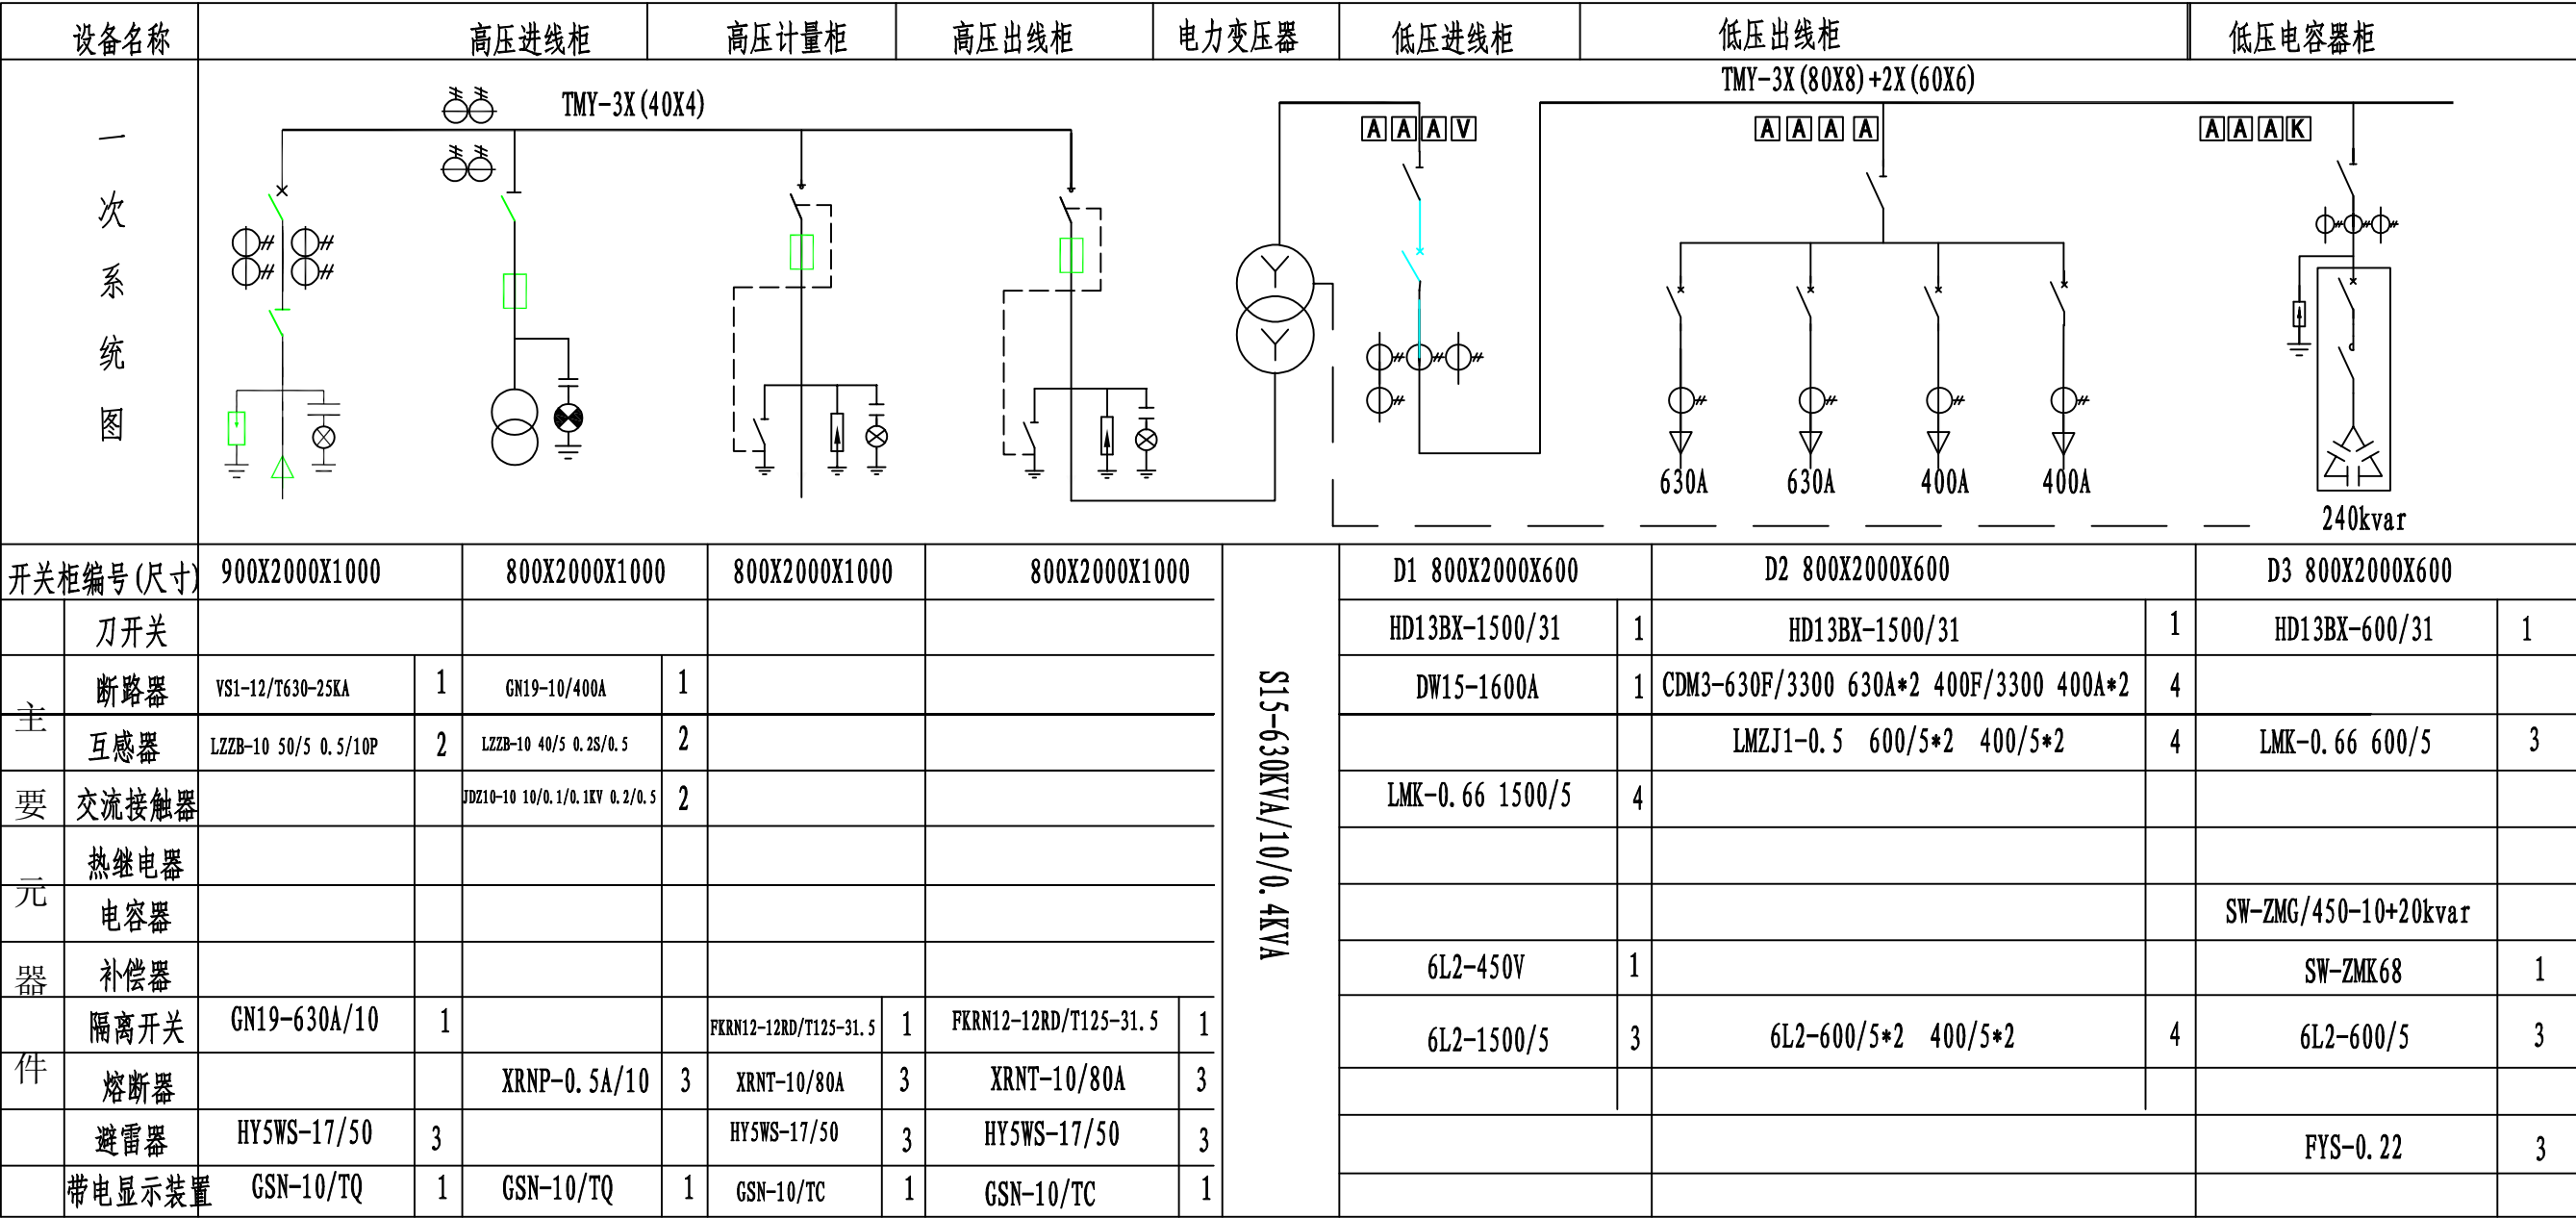 设备名称 高压进线柜 高压计量柜 高压出线柜 电力变压器 低压进线柜 低压出线柜 低压电容器柜
一次系统图
TMY-3X(40X4)
TMY-3X(80X8)+2X(60X6)
A A A V
A A A A
A A A K
630A 630A 400A 400A
240kvar
开关柜编号(尺寸) 900X2000X1000 800X2000X1000 800X2000X1000 800X2000X1000 D1 800X2000X600 D2 800X2000X600 D3 800X2000X600
主要元器件
S15-630KVA/10/0.4KVA
刀开关 HD13BX-1500/31 1 HD13BX-1500/31 1 HD13BX-600/31 1
断路器 VS1-12/T630-25KA 1 GN19-10/400A 1 DW15-1600A 1 CDM3-630F/3300 630A*2 400F/3300 400A*2 4
互感器 LZZB-10 50/5 0.5/10P 2 LZZB-10 40/5 0.2S/0.5 2 LMZJ1-0.5 600/5*2 400/5*2 4 LMK-0.66 600/5 3
交流接触器 JDZ10-10 10/0.1/0.1KV 0.2/0.5 2 LMK-0.66 1500/5 4
热继电器
电容器 SW-ZMG/450-10+20kvar
补偿器 6L2-450V 1 SW-ZMK68 1
隔离开关 GN19-630A/10 1 FKRN12-12RD/T125-31.5 1 FKRN12-12RD/T125-31.5 1 6L2-1500/5 3 6L2-600/5*2 400/5*2 4 6L2-600/5 3
熔断器 XRNP-0.5A/10 3 XRNT-10/80A 3 XRNT-10/80A 3
避雷器 HY5WS-17/50 3 HY5WS-17/50 3 HY5WS-17/50 3 FYS-0.22 3
带电显示装置 GSN-10/TQ 1 GSN-10/TQ 1 GSN-10/TC 1 GSN-10/TC 1